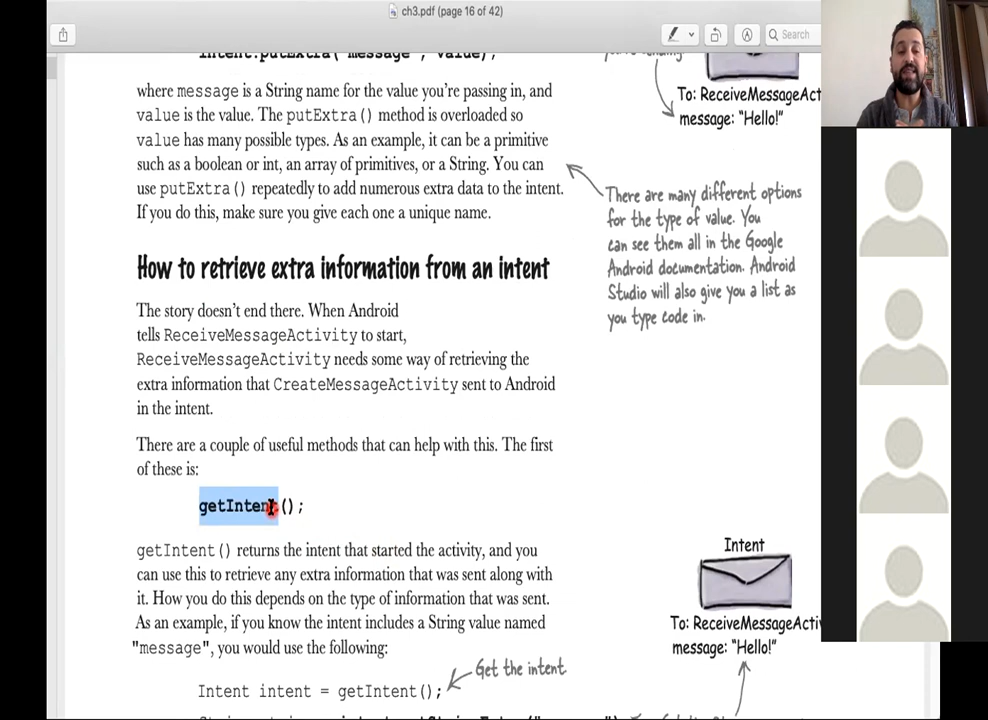 ch3.pdf (page 16 of 42)
Search
intent.putExtra("message", value);
To: ReceiveMessageAct
message: "Hello!"
where message is a String name for the value you're passing in, and
value is the value. The putExtra() method is overloaded so
value has many possible types. As an example, it can be a primitive
such as a boolean or int, an array of primitives, or a String. You can
use putExtra() repeatedly to add numerous extra data to the intent.
If you do this, make sure you give each one a unique name.
There are many different options
for the type of value. You
can see them all in the Google
Android documentation. Android
Studio will also give you a list as
you type code in.
How to retrieve extra information from an intent
The story doesn't end there. When Android
tells ReceiveMessageActivity to start,
ReceiveMessageActivity needs some way of retrieving the
extra information that CreateMessageActivity sent to Android
in the intent.
There are a couple of useful methods that can help with this. The first
of these is:
getIntent();
getIntent() returns the intent that started the activity, and you
can use this to retrieve any extra information that was sent along with
it. How you do this depends on the type of information that was sent.
As an example, if you know the intent includes a String value named
"message", you would use the following:
Intent
To: ReceiveMessageActiv
message: "Hello!"
Get the intent
Intent intent = getIntent();